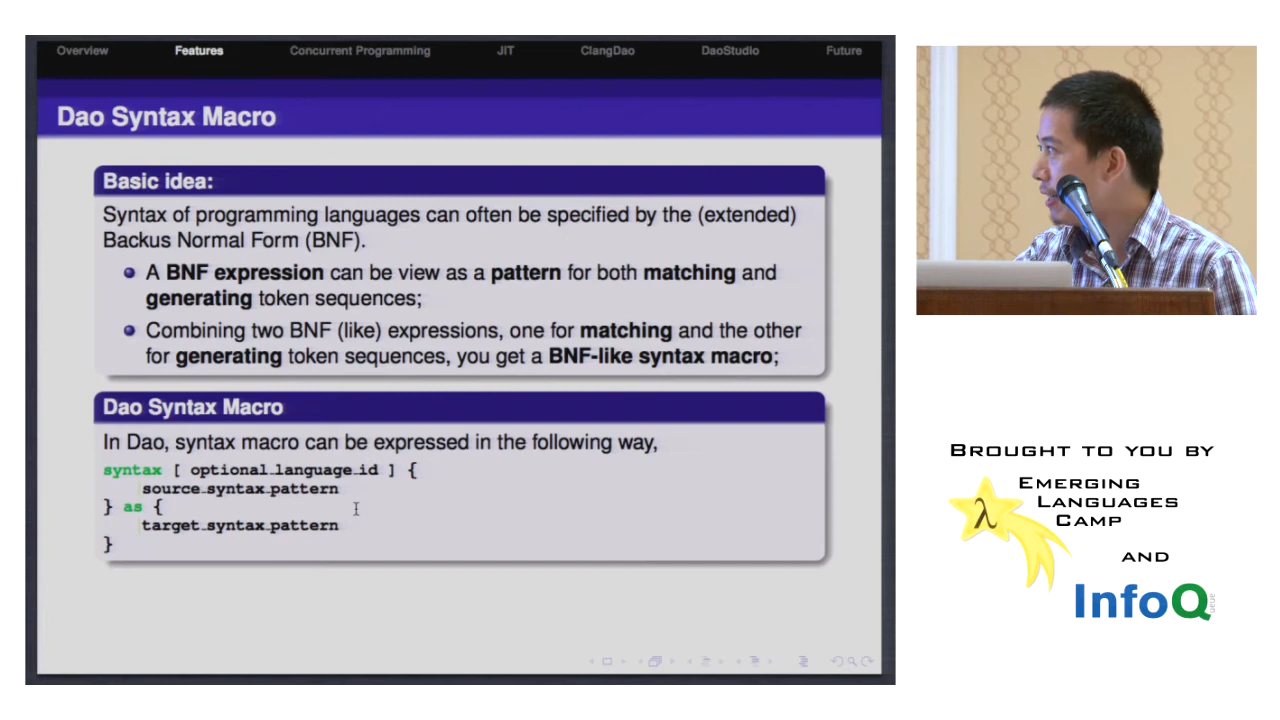 Overview Features Concurrent Programming JIT ClangDao DaoStudio Future
Dao Syntax Macro
Basic idea:
Syntax of programming languages can often be specified by the (extended)
Backus Normal Form (BNF).
A BNF expression can be view as a pattern for both matching and
generating token sequences;
Combining two BNF (like) expressions, one for matching and the other
for generating token sequences, you get a BNF-like syntax macro;
Dao Syntax Macro
In Dao, syntax macro can be expressed in the following way,
syntax [ optional_language_id ] {
source_syntax_pattern
} as {
target_syntax_pattern
}
BROUGHT TO YOU BY
EMERGING
LANGUAGES
CAMP
λ
AND
InfoQ
ueue